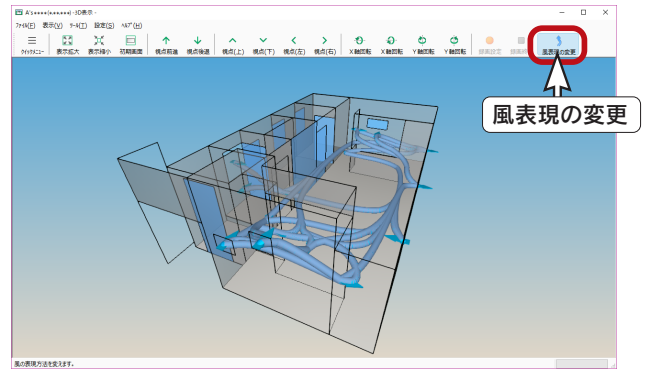 A's(*****)-3D表示-
ファイル(F) 表示(V) ツール(T) 設定(S) ヘルプ(H)
クイックメニュー 表示拡大 表示縮小 初期画面 視点前進 視点後退 視点(上) 視点(下) 視点(左) 視点(右) X軸回転 X軸回転 Y軸回転 Y軸回転 録画設定 風表現の変更
風表現の変更
風の表現方法を変えます。